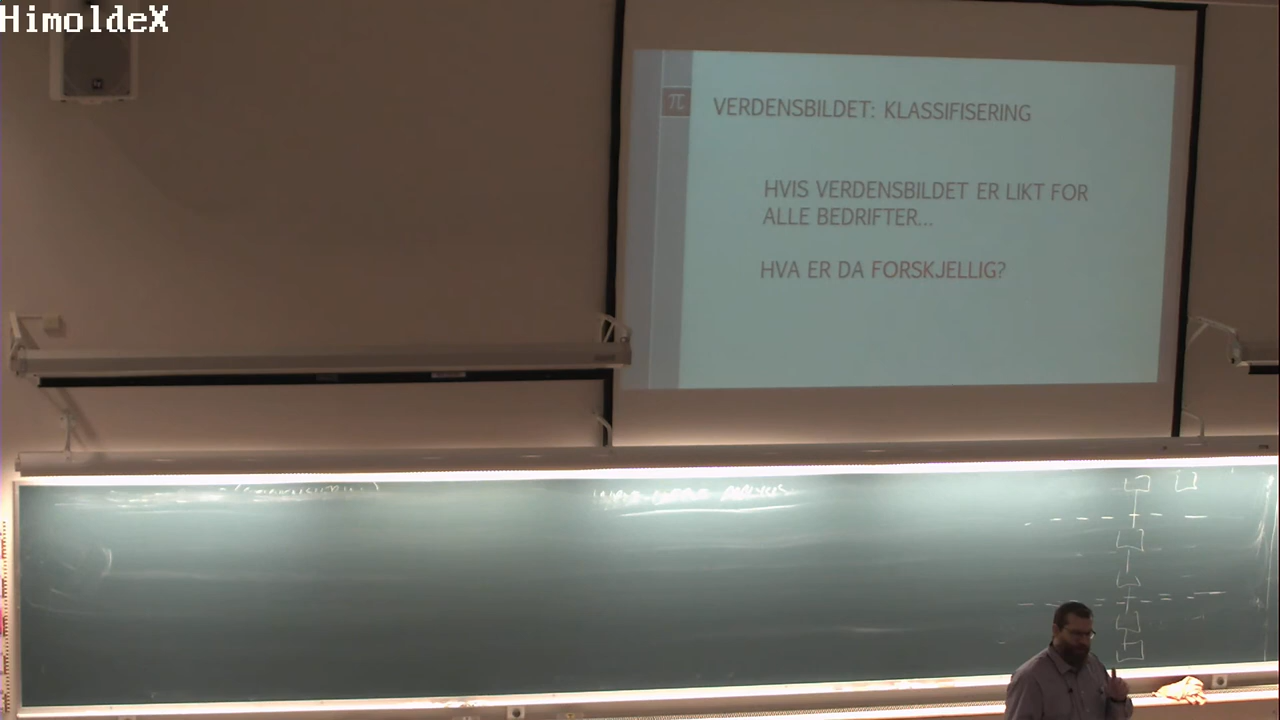 HimoldeX
π
VERDENSBILDET: KLASSIFISERING
HVIS VERDENSBILDET ER LIKT FOR
ALLE BEDRIFTER...
HVA ER DA FORSKJELLIG?